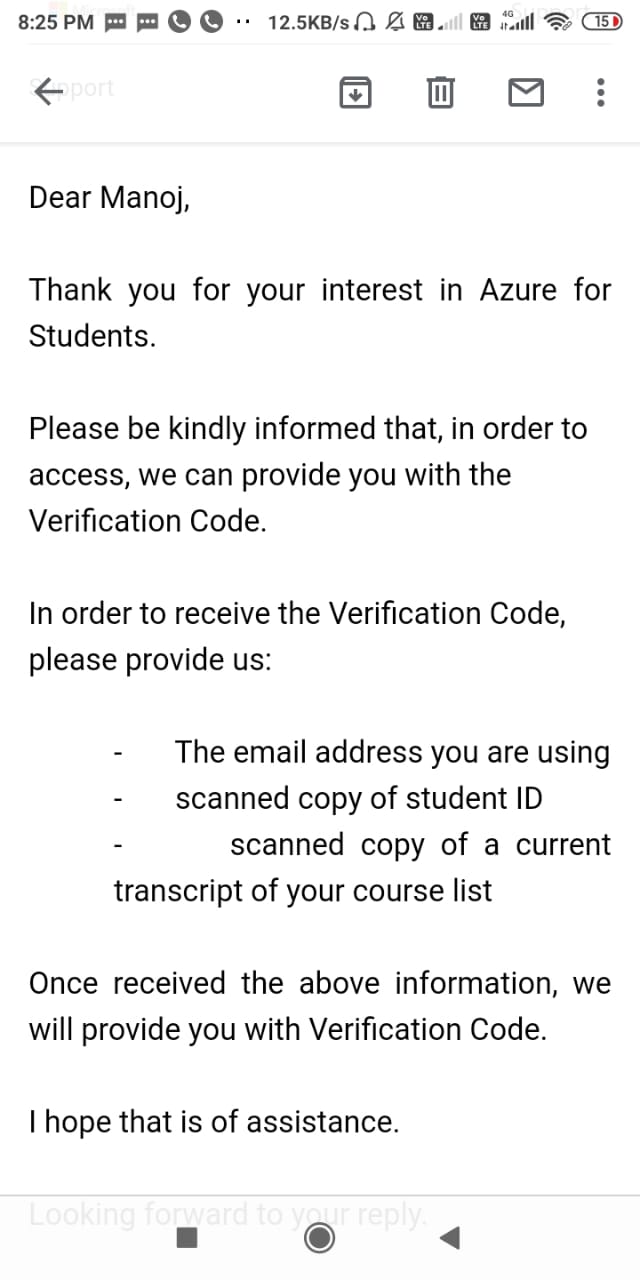 8:25 PM 12.5KB/s Vo LTE Vo LTE 4G 15
Support
Dear Manoj,
Thank you for your interest in Azure for
Students.
Please be kindly informed that, in order to
access, we can provide you with the
Verification Code.
In order to receive the Verification Code,
please provide us:
- The email address you are using
- scanned copy of student ID
- scanned copy of a current
transcript of your course list
Once received the above information, we
will provide you with Verification Code.
I hope that is of assistance.
Looking forward to your reply.